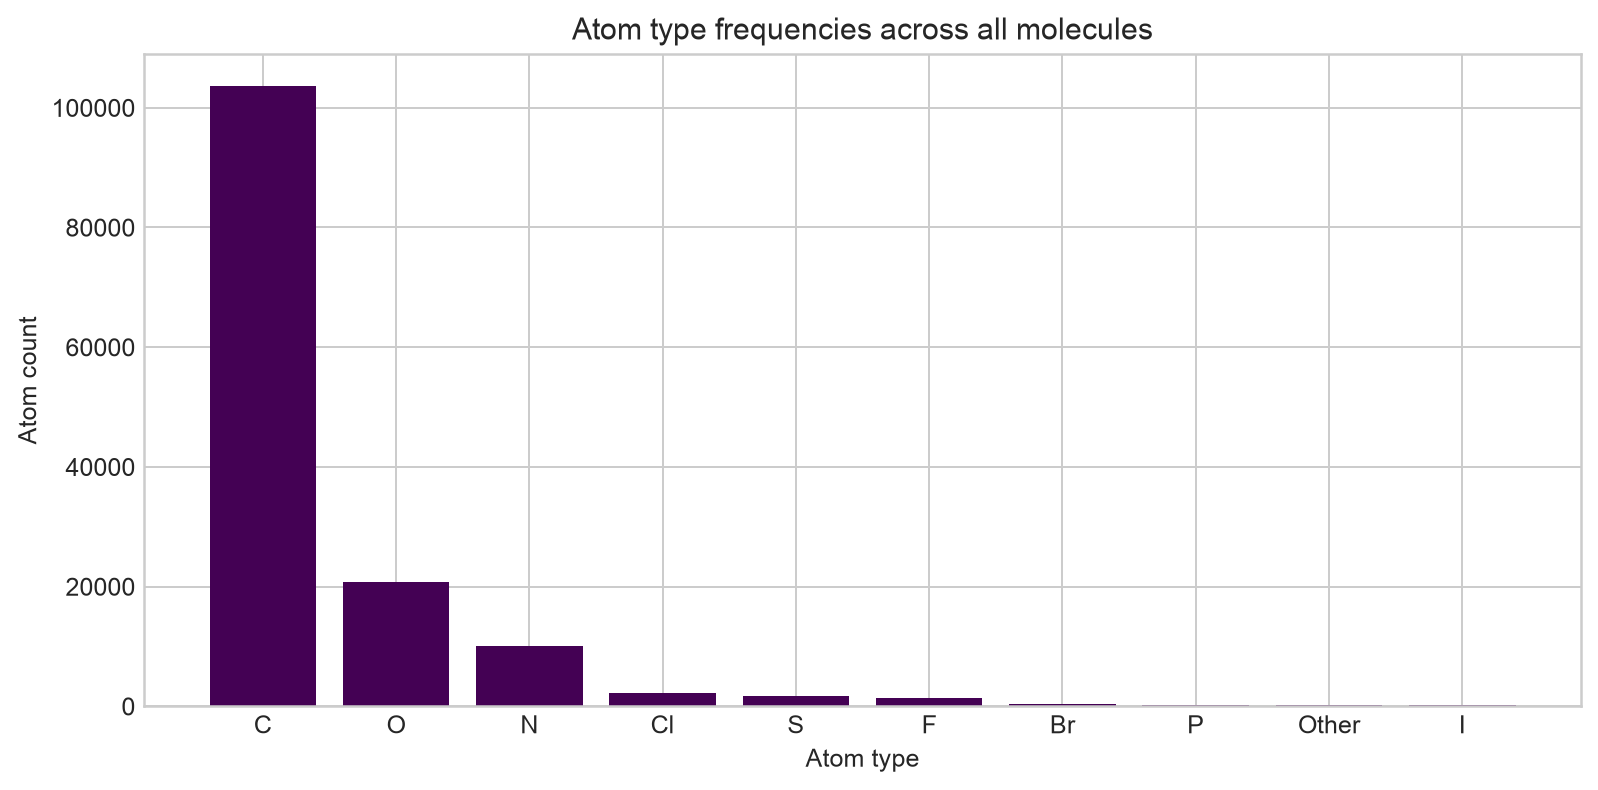 Atom type frequencies across all molecules
100000
80000
60000
40000
20000
0
Atom count
C O N Cl S F Br P Other I
Atom type